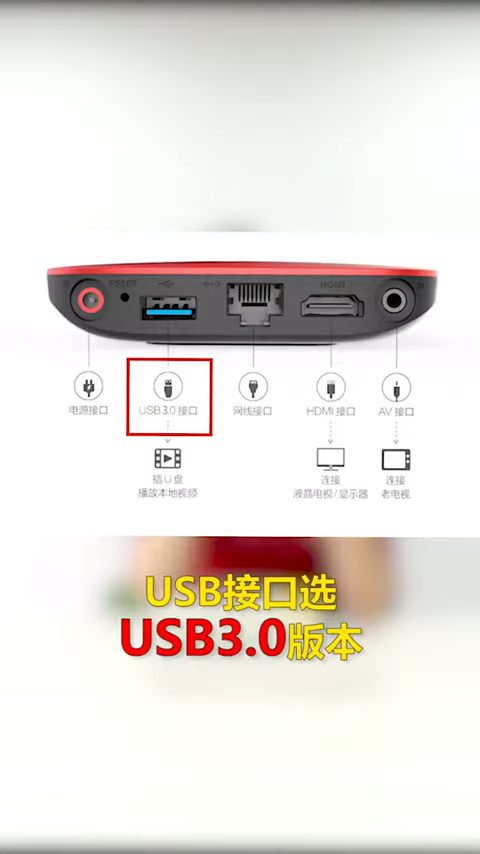 RESET
HDMI
电源接口
USB 3.0 接口
网线接口
HDMI 接口
AV 接口
插U盘
播放本地视频
连接
液晶电视/显示器
连接
老电视
USB接口选
USB3.0版本